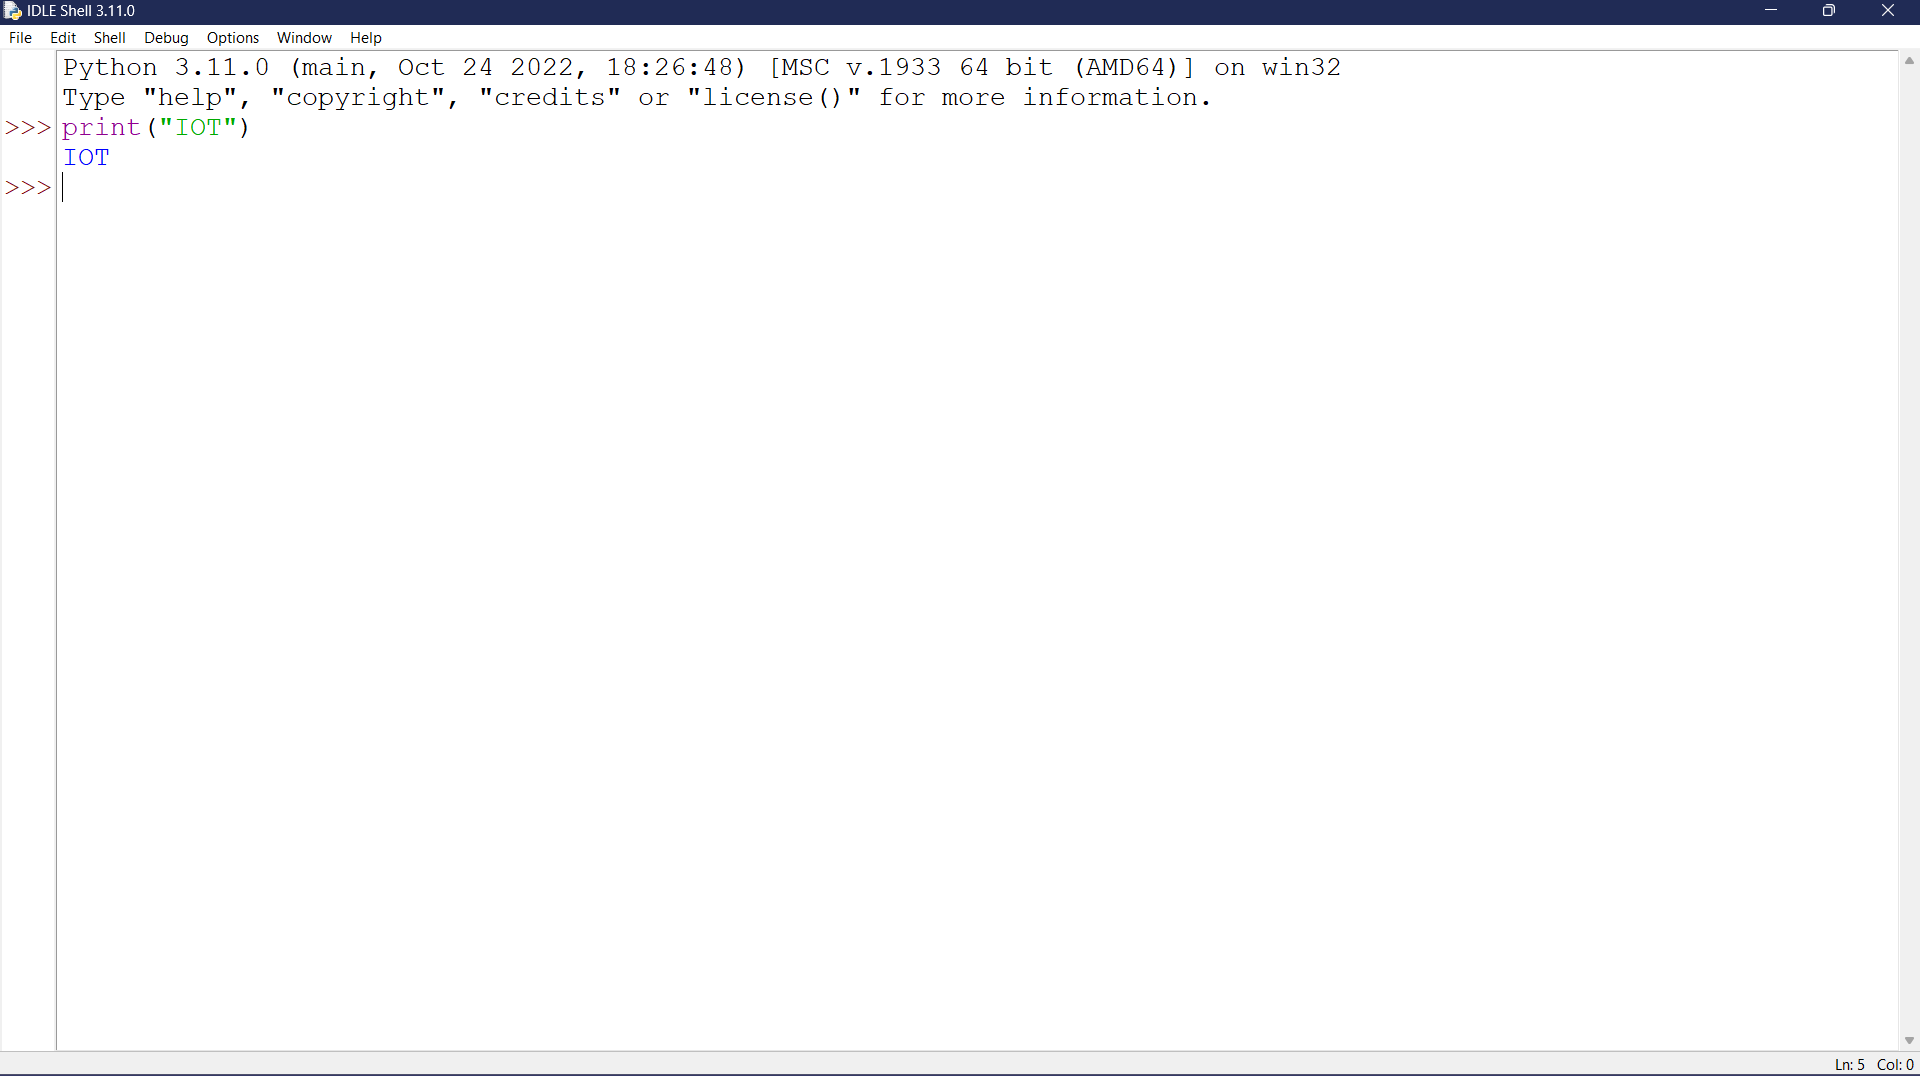 IDLE Shell 3.11.0
File Edit Shell Debug Options Window Help
Python 3.11.0 (main, Oct 24 2022, 18:26:48) [MSC v.1933 64 bit (AMD64)] on win32
Type "help", "copyright", "credits" or "license()" for more information.
>>> print("IOT")
IOT
>>>
Ln: 5 Col: 0